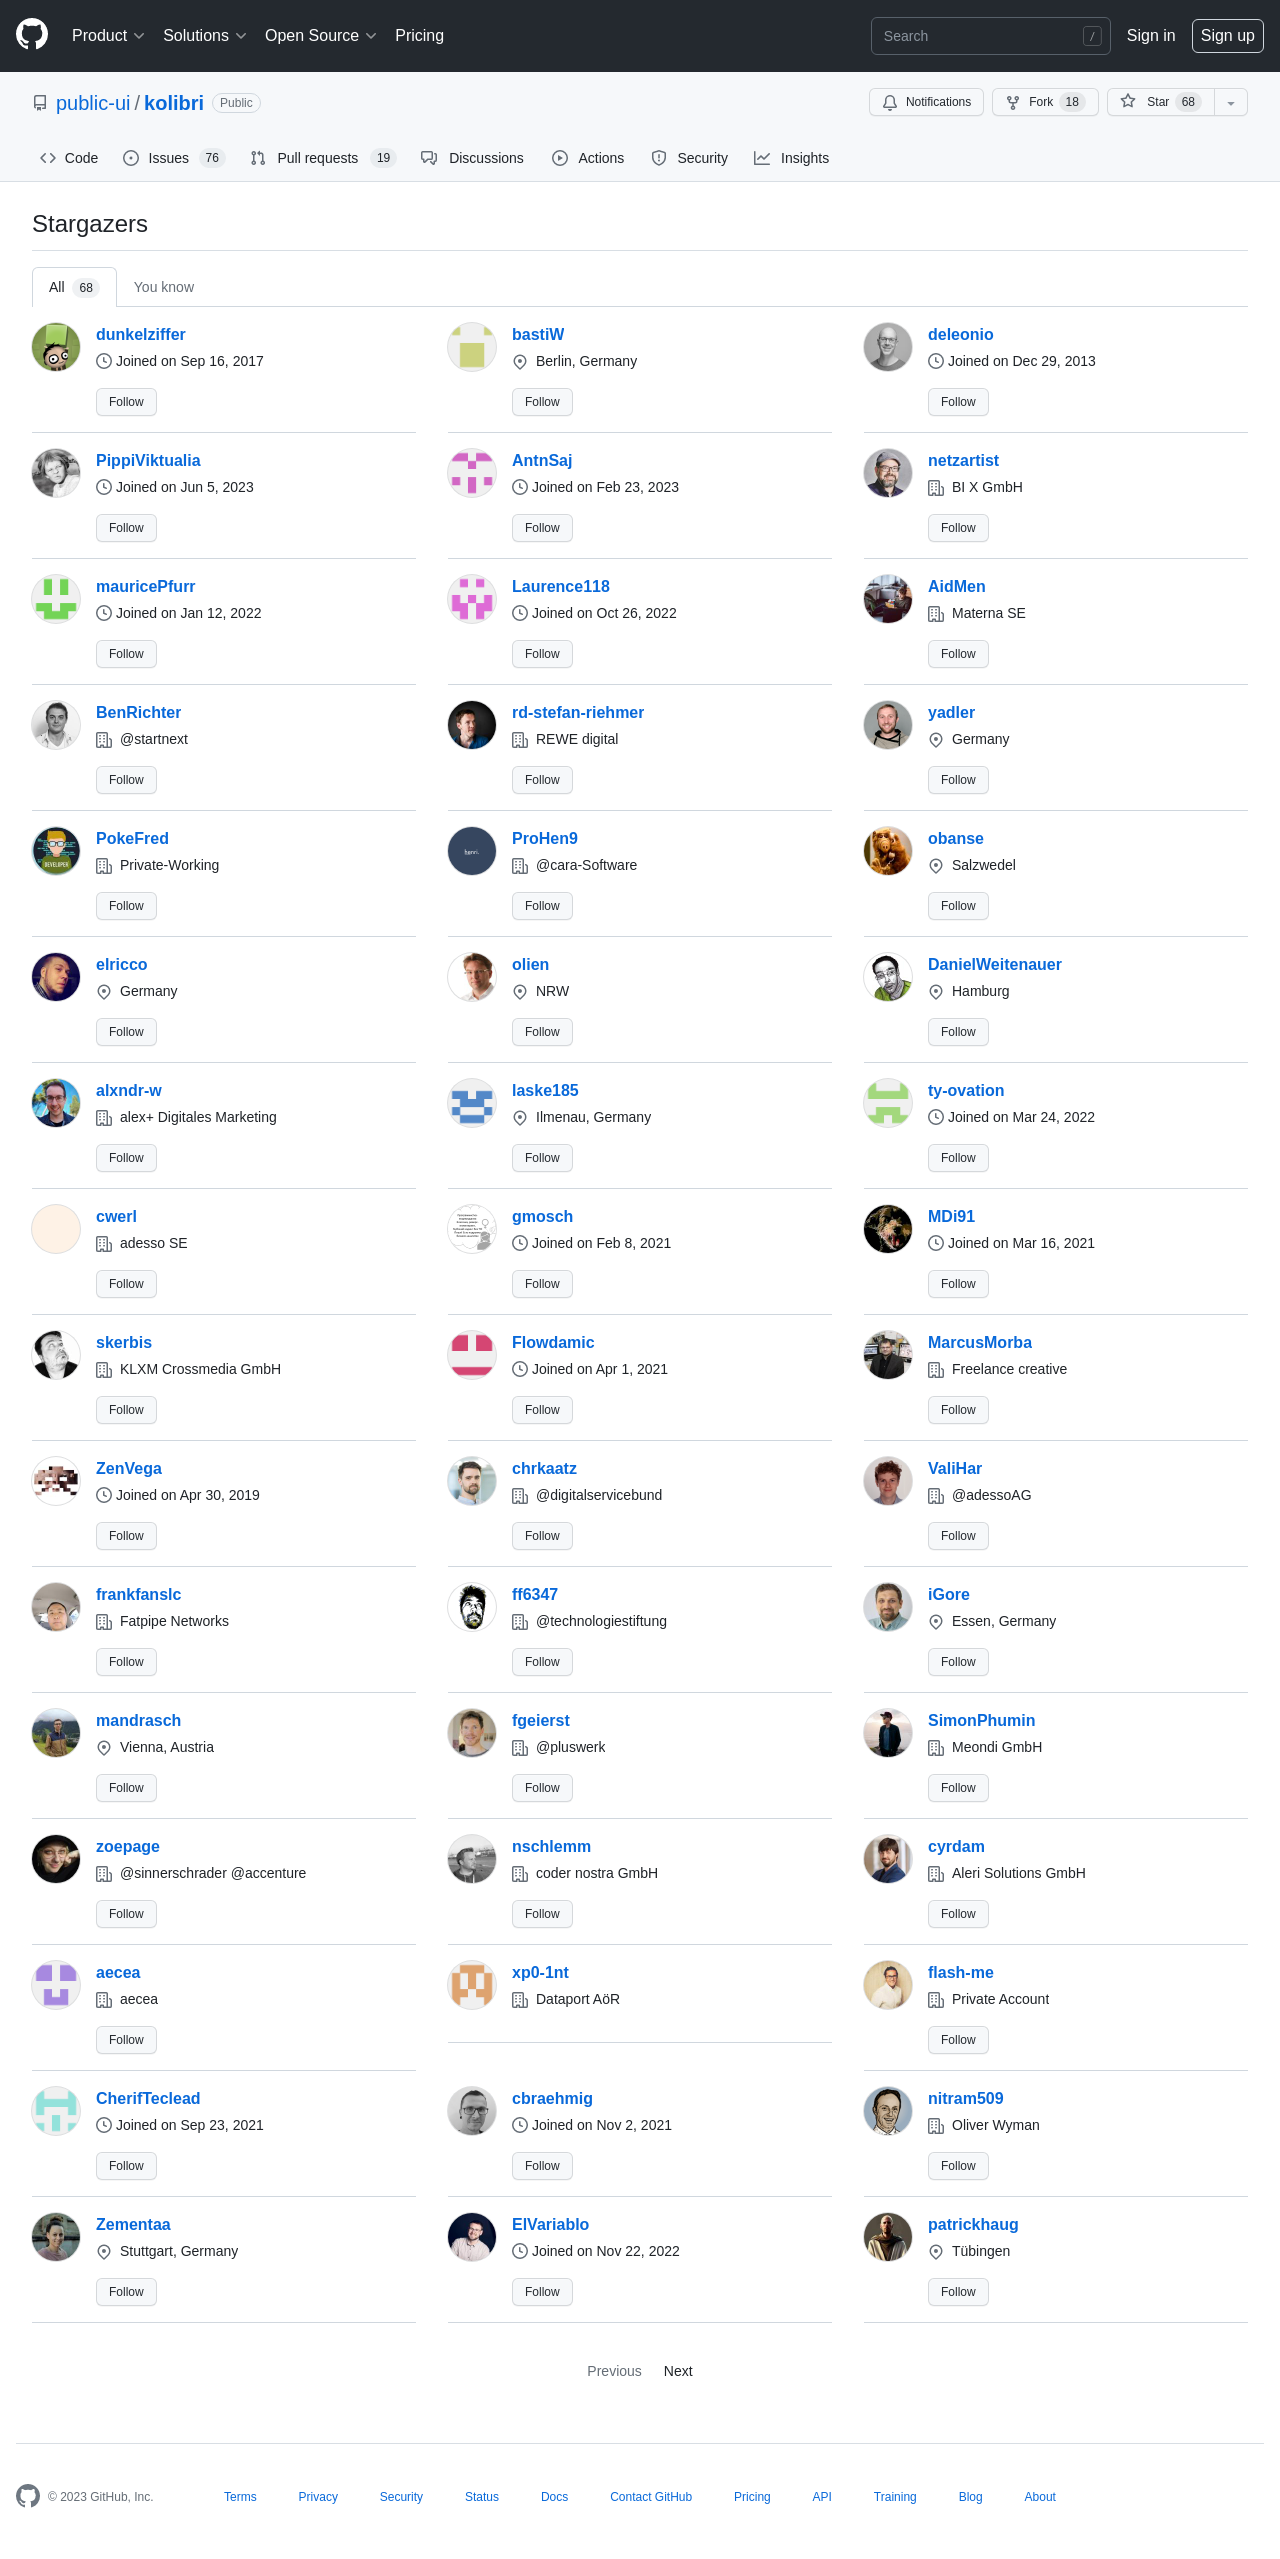 Product Solutions Open Source Pricing Search / Sign in Sign up
public-ui / kolibri Public Notifications Fork 18 Star 68
Code Issues 76 Pull requests 19 Discussions Actions Security Insights
Stargazers
All 68 You know
dunkelziffer bastiW deleonio
Joined on Sep 16, 2017 Berlin, Germany Joined on Dec 29, 2013
Follow Follow Follow
PippiViktualia AntnSaj netzartist
Joined on Jun 5, 2023 Joined on Feb 23, 2023 BI X GmbH
Follow Follow Follow
mauricePfurr Laurence118 AidMen
Joined on Jan 12, 2022 Joined on Oct 26, 2022 Materna SE
Follow Follow Follow
BenRichter rd-stefan-riehmer yadler
@startnext REWE digital Germany
Follow Follow Follow
PokeFred ProHen9 obanse
Private-Working @cara-Software Salzwedel
Follow Follow Follow
elricco olien DanielWeitenauer
Germany NRW Hamburg
Follow Follow Follow
alxndr-w laske185 ty-ovation
alex+ Digitales Marketing Ilmenau, Germany Joined on Mar 24, 2022
Follow Follow Follow
cwerl gmosch MDi91
adesso SE Joined on Feb 8, 2021 Joined on Mar 16, 2021
Follow Follow Follow
skerbis Flowdamic MarcusMorba
KLXM Crossmedia GmbH Joined on Apr 1, 2021 Freelance creative
Follow Follow Follow
ZenVega chrkaatz ValiHar
Joined on Apr 30, 2019 @digitalservicebund @adessoAG
Follow Follow Follow
frankfanslc ff6347 iGore
Fatpipe Networks @technologiestiftung Essen, Germany
Follow Follow Follow
mandrasch fgeierst SimonPhumin
Vienna, Austria @pluswerk Meondi GmbH
Follow Follow Follow
zoepage nschlemm cyrdam
@sinnerschrader @accenture coder nostra GmbH Aleri Solutions GmbH
Follow Follow Follow
aecea xp0-1nt flash-me
aecea Dataport AöR Private Account
Follow Follow
CherifTeclead cbraehmig nitram509
Joined on Sep 23, 2021 Joined on Nov 2, 2021 Oliver Wyman
Follow Follow Follow
Zementaa ElVariablo patrickhaug
Stuttgart, Germany Joined on Nov 22, 2022 Tübingen
Follow Follow Follow
Previous Next
© 2023 GitHub, Inc. Terms Privacy Security Status Docs Contact GitHub Pricing API Training Blog About